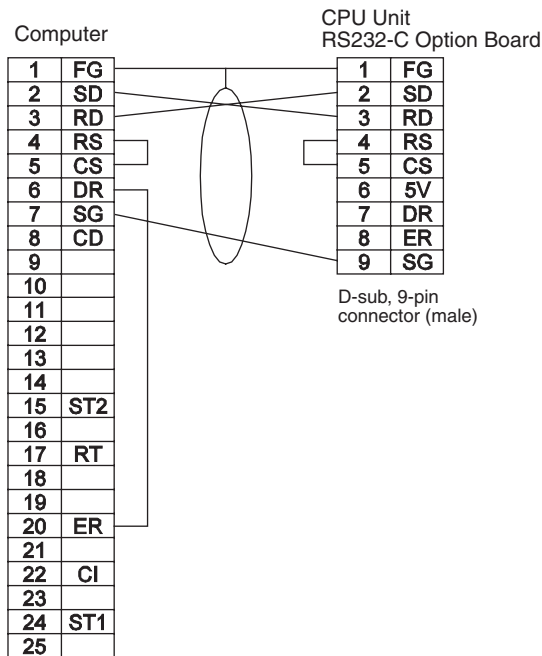 Computer
1 FG
2 SD
3 RD
4 RS
5 CS
6 DR
7 SG
8 CD
9
10
11
12
13
14
15 ST2
16
17 RT
18
19
20 ER
21
22 CI
23
24 ST1
25
CPU Unit
RS232-C Option Board
1 FG
2 SD
3 RD
4 RS
5 CS
6 5V
7 DR
8 ER
9 SG
D-sub, 9-pin
connector (male)